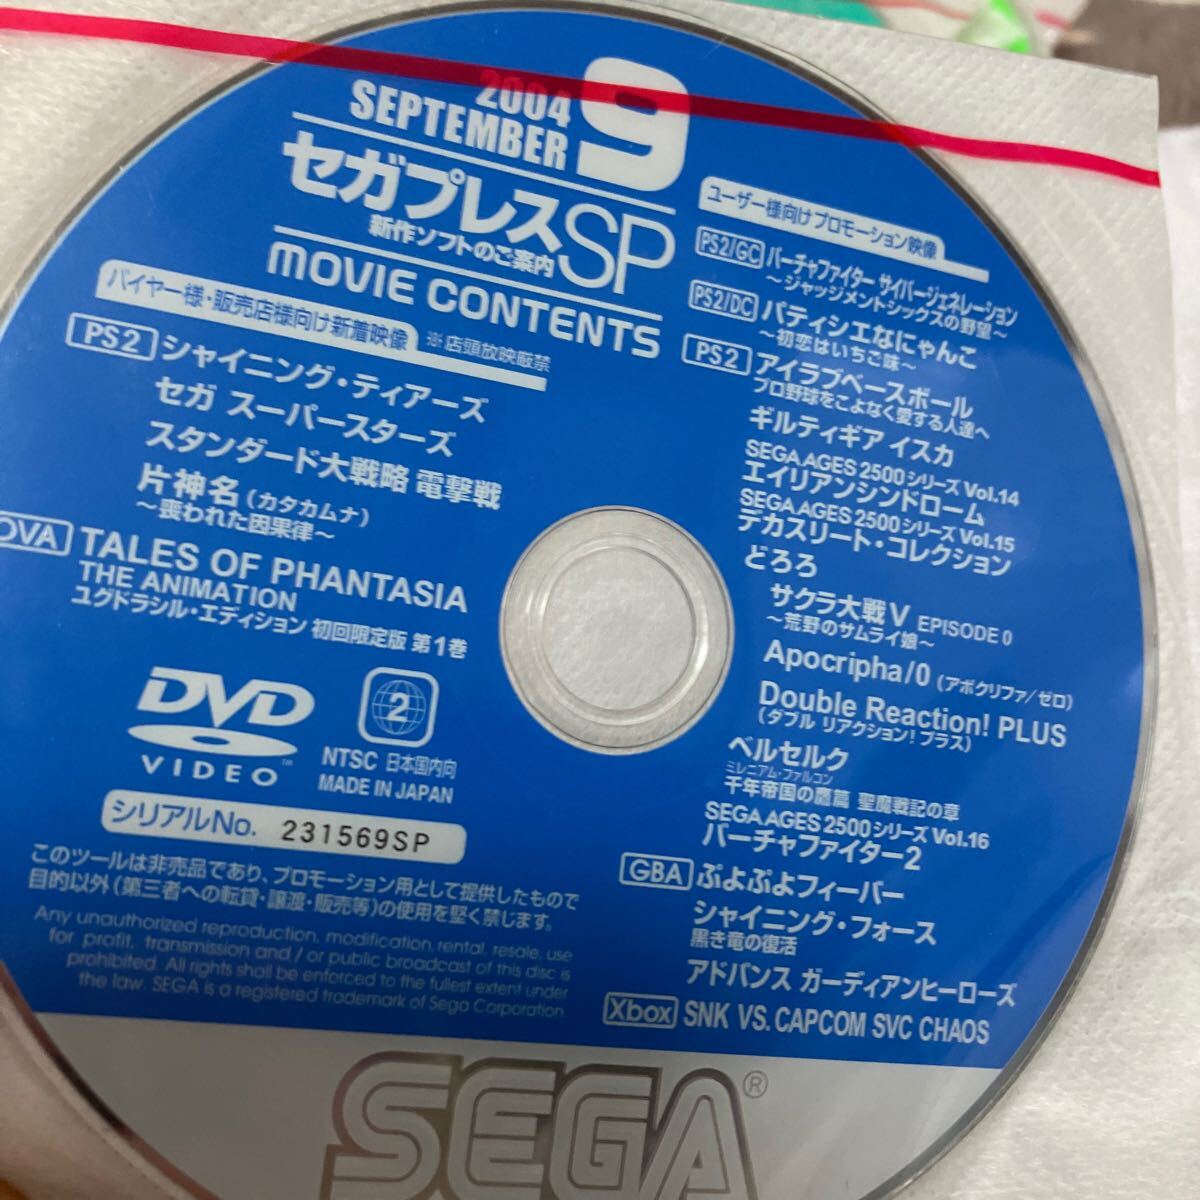 2004
SEPTEMBER
9
セガプレスSP
新作ソフトのご案内
MOVIE CONTENTS
バイヤー様・販売店様向け新着映像
※店頭放映厳禁
PS2 シャイニング・ティアーズ
セガ スーパースターズ
スタンダード大戦略 電撃戦
片神名(カタカムナ)
～喪われた因果律～
OVA TALES OF PHANTASIA
THE ANIMATION
ユグドラシル・エディション 初回限定版 第1巻
DVD
VIDEO™
2
NTSC 日本国内向
MADE IN JAPAN
シリアルNo. 231569SP
このツールは非売品であり、プロモーション用として提供したもので
目的以外(第三者への転貸・譲渡・販売等)の使用を堅く禁じます。
Any unauthorized reproduction, modification, rental, resale, use
for profit, transmission and / or public broadcast of this disc is
prohibited. All rights shall be enforced to the fullest extent under
the law. SEGA is a registered trademark of Sega Corporation.
ユーザー様向けプロモーション映像
PS2/GC バーチャファイター サイバージェネレーション
～ジャッジメントシックスの野望～
PS2/DC パティシエなにゃんこ
～初恋はいちご味～
PS2 アイラブベースボール
プロ野球をこよなく愛する人達へ
ギルティギア イスカ
SEGA AGES 2500シリーズ Vol.14
エイリアンシンドローム
SEGA AGES 2500シリーズ Vol.15
デカスリート・コレクション
どろろ
サクラ大戦V EPISODE 0
～荒野のサムライ娘～
Apocripha/0 (アポクリファ/ゼロ)
Double Reaction! PLUS
(ダブル リアクション! プラス)
ベルセルク
ミレニアム・ファルコン
千年帝国の鷹篇 聖魔戦記の章
SEGA AGES 2500シリーズ Vol.16
バーチャファイター2
GBA ぷよぷよフィーバー
シャイニング・フォース
黒き竜の復活
アドバンス ガーディアンヒーローズ
Xbox SNK VS. CAPCOM SVC CHAOS
SEGA®